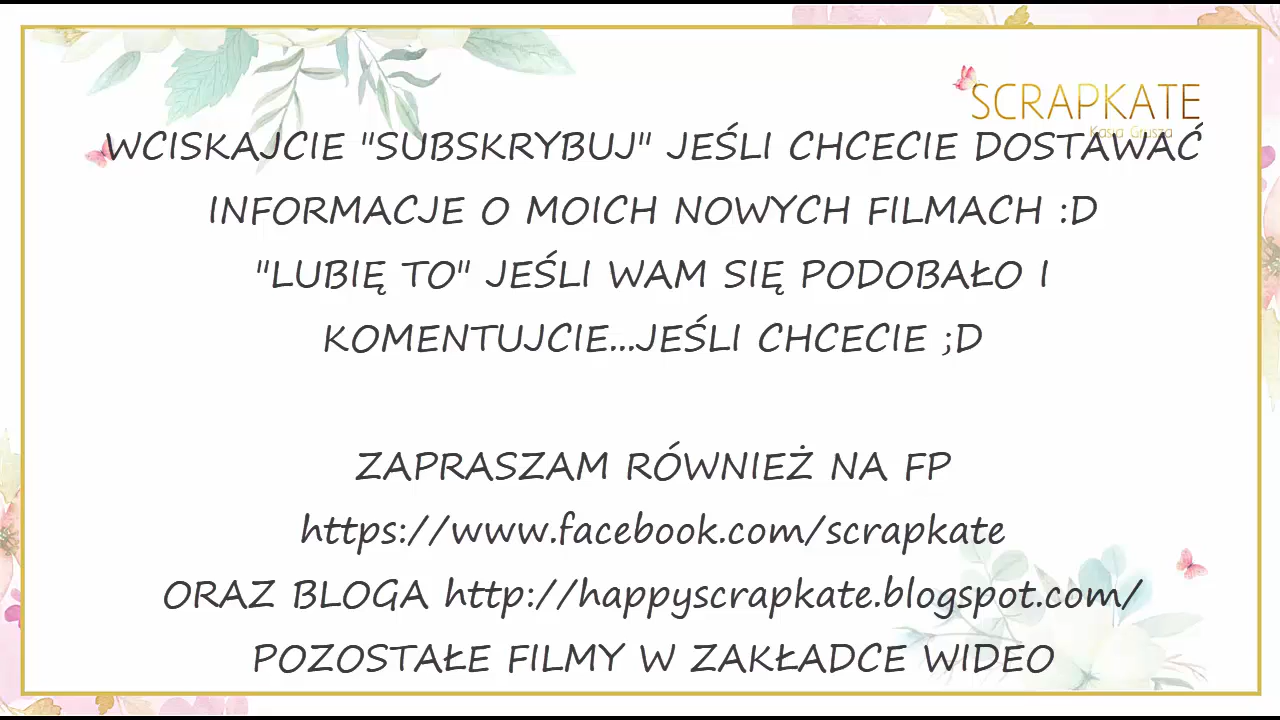 SCRAPKATE
Kasia Grusza
WCISKAJCIE "SUBSKRYBUJ" JEŚLI CHCECIE DOSTAWAĆ
INFORMACJE O MOICH NOWYCH FILMACH :D
"LUBIĘ TO" JEŚLI WAM SIĘ PODOBAŁO I
KOMENTUJCIE...JEŚLI CHCECIE ;D
ZAPRASZAM RÓWNIEŻ NA FP
https://www.facebook.com/scrapkate
ORAZ BLOGA http://happyscrapkate.blogspot.com/
POZOSTAŁE FILMY W ZAKŁADCE WIDEO